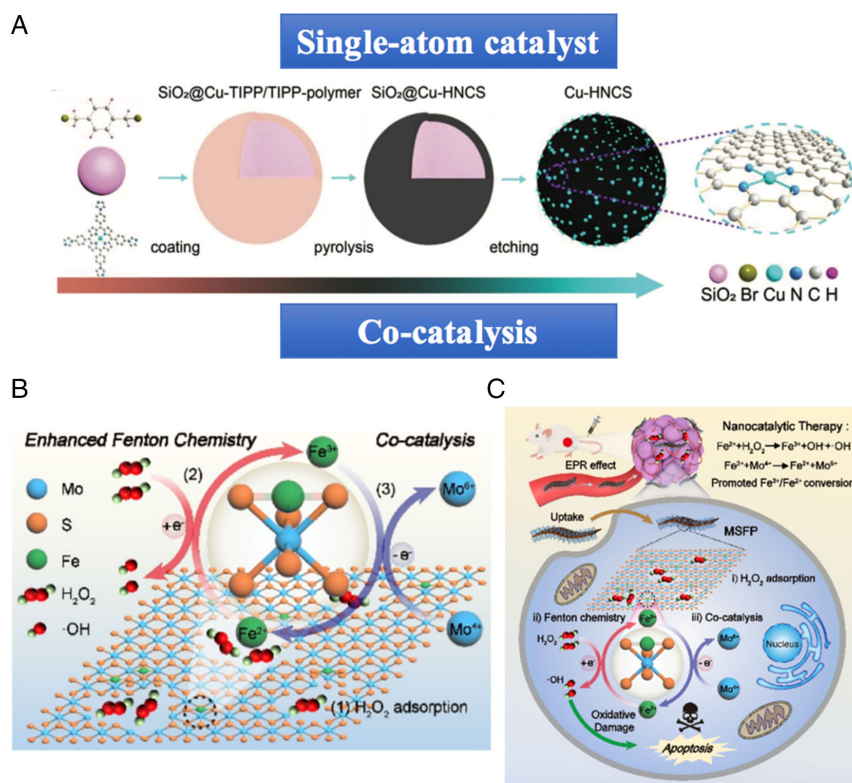 A
Single-atom catalyst
SiO₂@Cu-TIPP/TIPP-polymer
SiO₂@Cu-HNCS
Cu-HNCS
coating
pyrolysis
etching
SiO₂ Br Cu N C H
Co-catalysis
B
Enhanced Fenton Chemistry
Co-catalysis
Mo
S
Fe
H₂O₂
·OH
(2)
Fe³⁺
(3)
Mo⁶⁺
+e⁻
-e⁻
Fe²⁺
Mo⁴⁺
(1) H₂O₂ adsorption
C
Nanocatalytic Therapy :
Fe²⁺+H₂O₂→Fe³⁺+OH⁻+·OH
Fe³⁺+Mo⁴⁺→Fe²⁺+Mo⁶⁺
Promoted Fe³⁺/Fe²⁺ conversion
EPR effect
Uptake
MSFP
i) H₂O₂ adsorption
ii) Fenton chemistry
iii) Co-catalysis
Fe³⁺
H₂O₂
Mo⁶⁺
Nucleus
+e⁻
-e⁻
·OH
Mo⁴⁺
Fe²⁺
Oxidative
Damage
Apoptosis